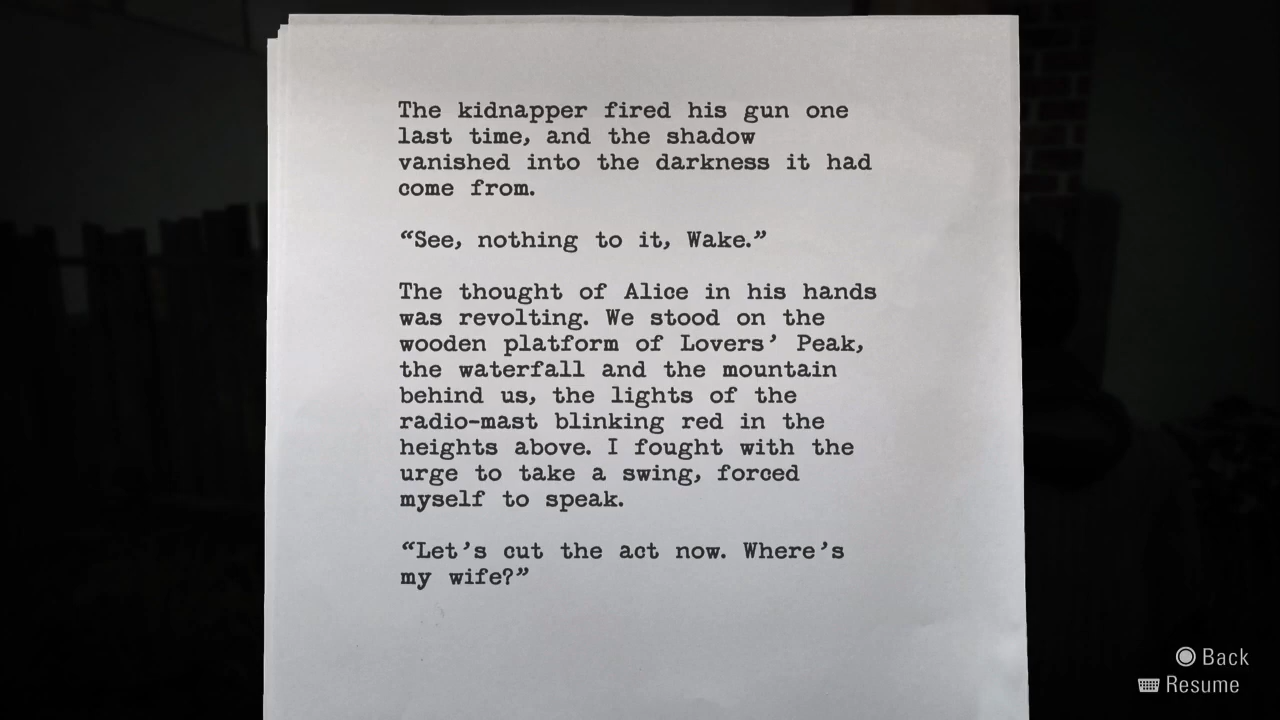 The kidnapper fired his gun one
last time, and the shadow
vanished into the darkness it had
come from.
“See, nothing to it, Wake.”
The thought of Alice in his hands
was revolting. We stood on the
wooden platform of Lovers’ Peak,
the waterfall and the mountain
behind us, the lights of the
radio-mast blinking red in the
heights above. I fought with the
urge to take a swing, forced
myself to speak.
“Let’s cut the act now. Where’s
my wife?”
Back
Resume